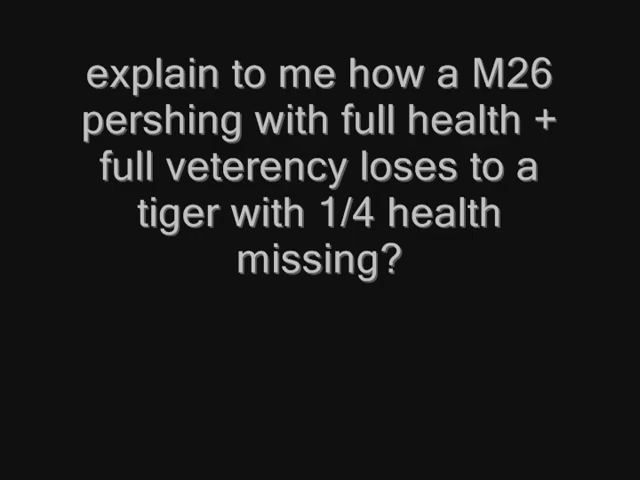 explain to me how a M26
pershing with full health +
full veterency loses to a
tiger with 1/4 health
missing?